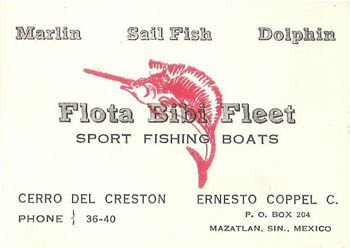 Marlin Sail Fish Dolphin
Flota Bibi Fleet
SPORT FISHING BOATS
CERRO DEL CRESTON
PHONE } 36-40
ERNESTO COPPEL C.
P. O. BOX 204
MAZATLAN, SIN., MEXICO